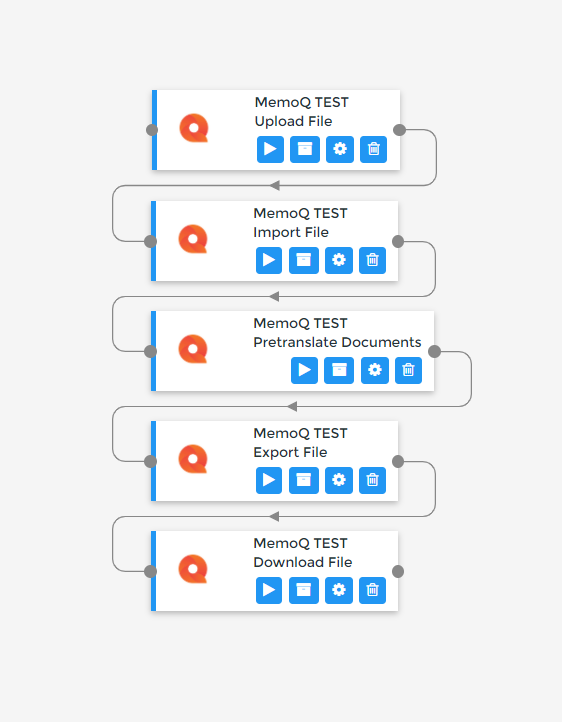 MemoQ TEST
Upload File
MemoQ TEST
Import File
MemoQ TEST
Pretranslate Documents
MemoQ TEST
Export File
MemoQ TEST
Download File